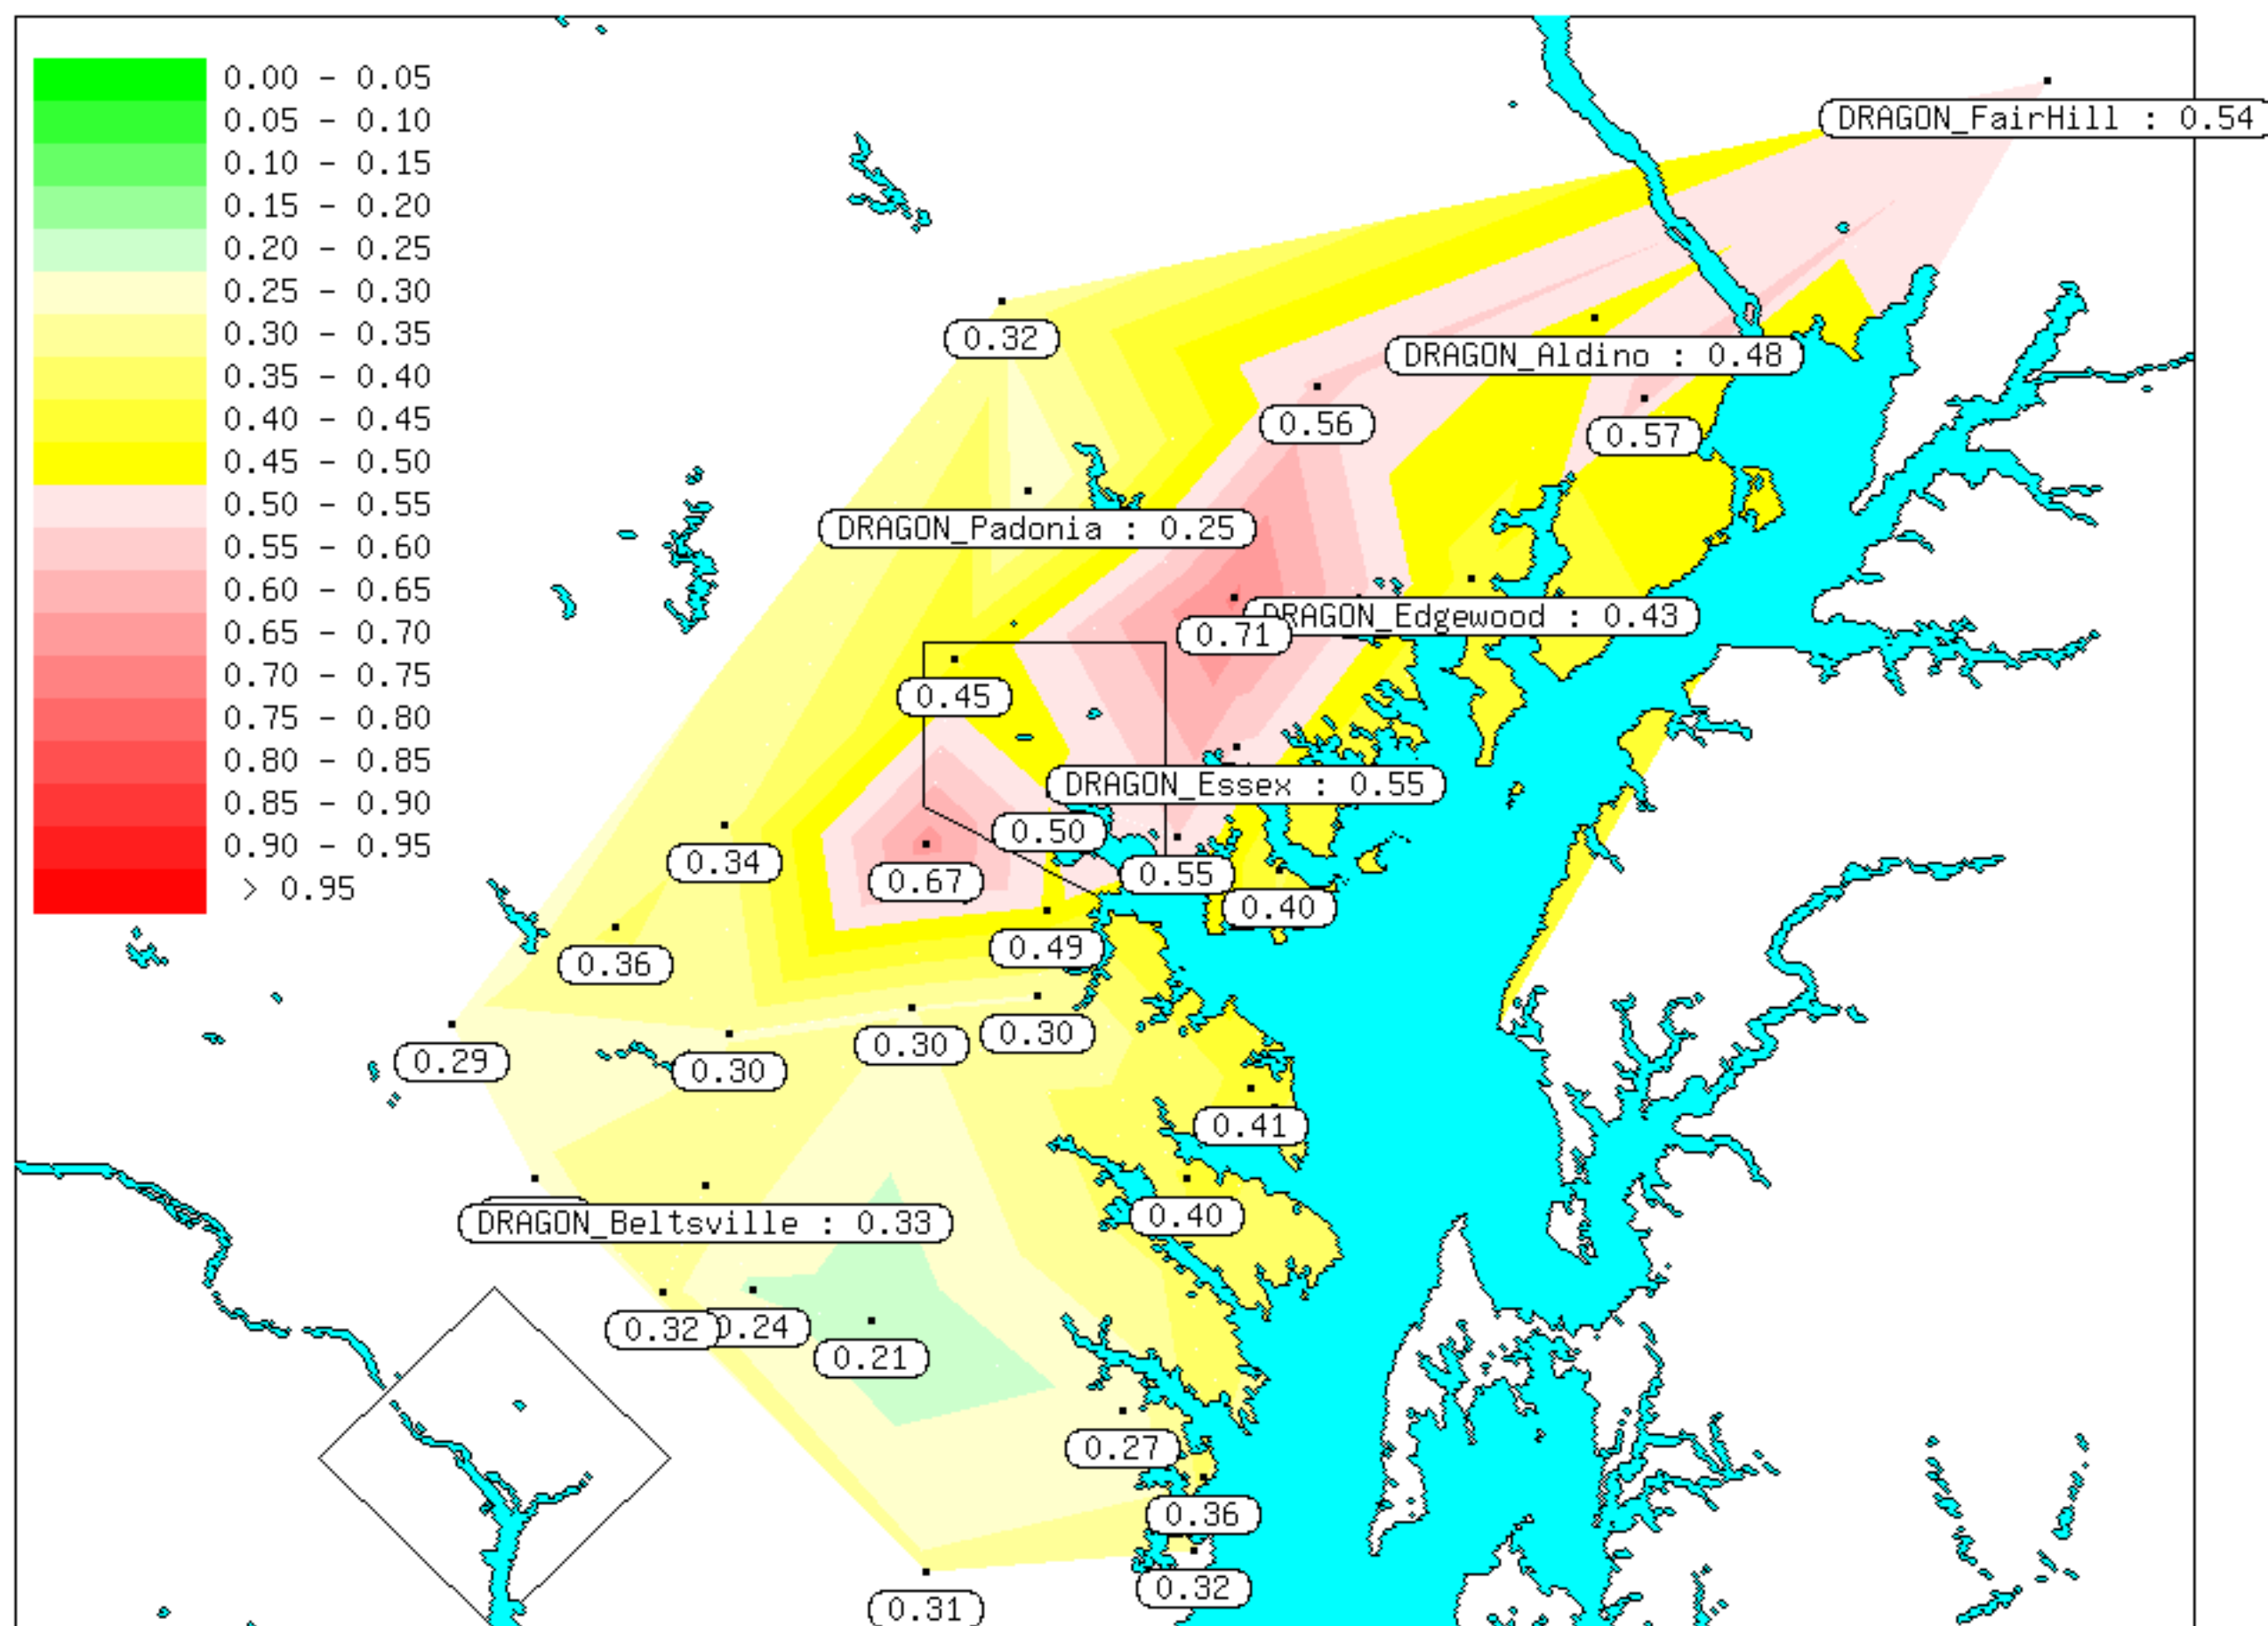 0.00 - 0.05
0.05 - 0.10
0.10 - 0.15
0.15 - 0.20
0.20 - 0.25
0.25 - 0.30
0.30 - 0.35
0.35 - 0.40
0.40 - 0.45
0.45 - 0.50
0.50 - 0.55
0.55 - 0.60
0.60 - 0.65
0.65 - 0.70
0.70 - 0.75
0.75 - 0.80
0.80 - 0.85
0.85 - 0.90
0.90 - 0.95
> 0.95
DRAGON_FairHill : 0.54
0.32
DRAGON_Aldino : 0.48
0.56
0.57
DRAGON_Padonia : 0.25
DRAGON_Edgewood : 0.43
0.71
0.45
DRAGON_Essex : 0.55
0.50
0.34
0.67
0.55
0.40
0.49
0.36
0.30
0.30
0.29
0.30
0.41
0.40
DRAGON_Beltsville : 0.33
0.32
0.24
0.21
0.27
0.36
0.32
0.31